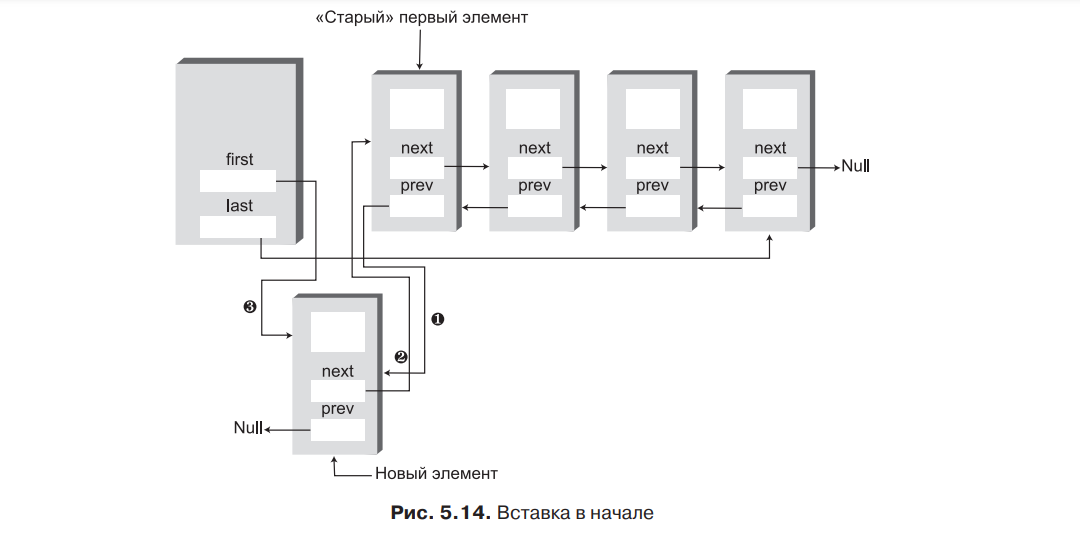 «Старый» первый элемент
first
last
next
prev
next
prev
next
prev
next
prev
Null
❸
❶
❷
next
prev
Null
Новый элемент
Рис. 5.14. Вставка в начале